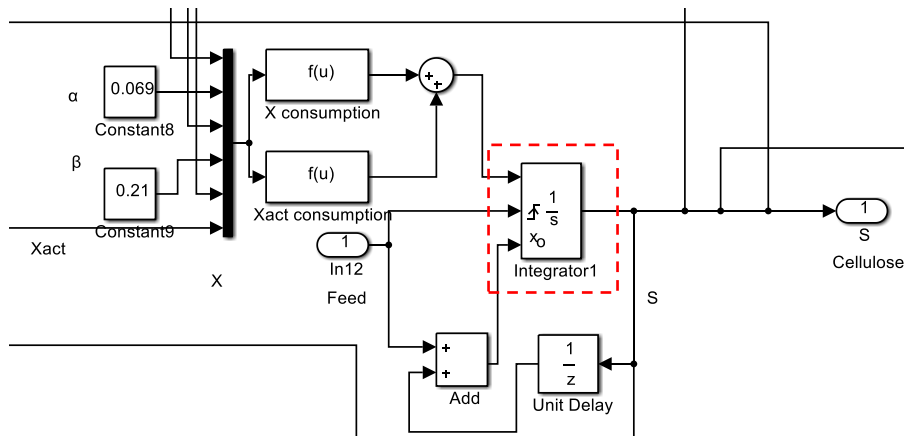 α
0.069
Constant8
β
0.21
Constant9
Xact
X
f(u)
X consumption
f(u)
Xact consumption
+
+
1
In12
Feed
1
s
xo
Integrator1
+
+
Add
1
z
Unit Delay
S
1
S
Cellulose